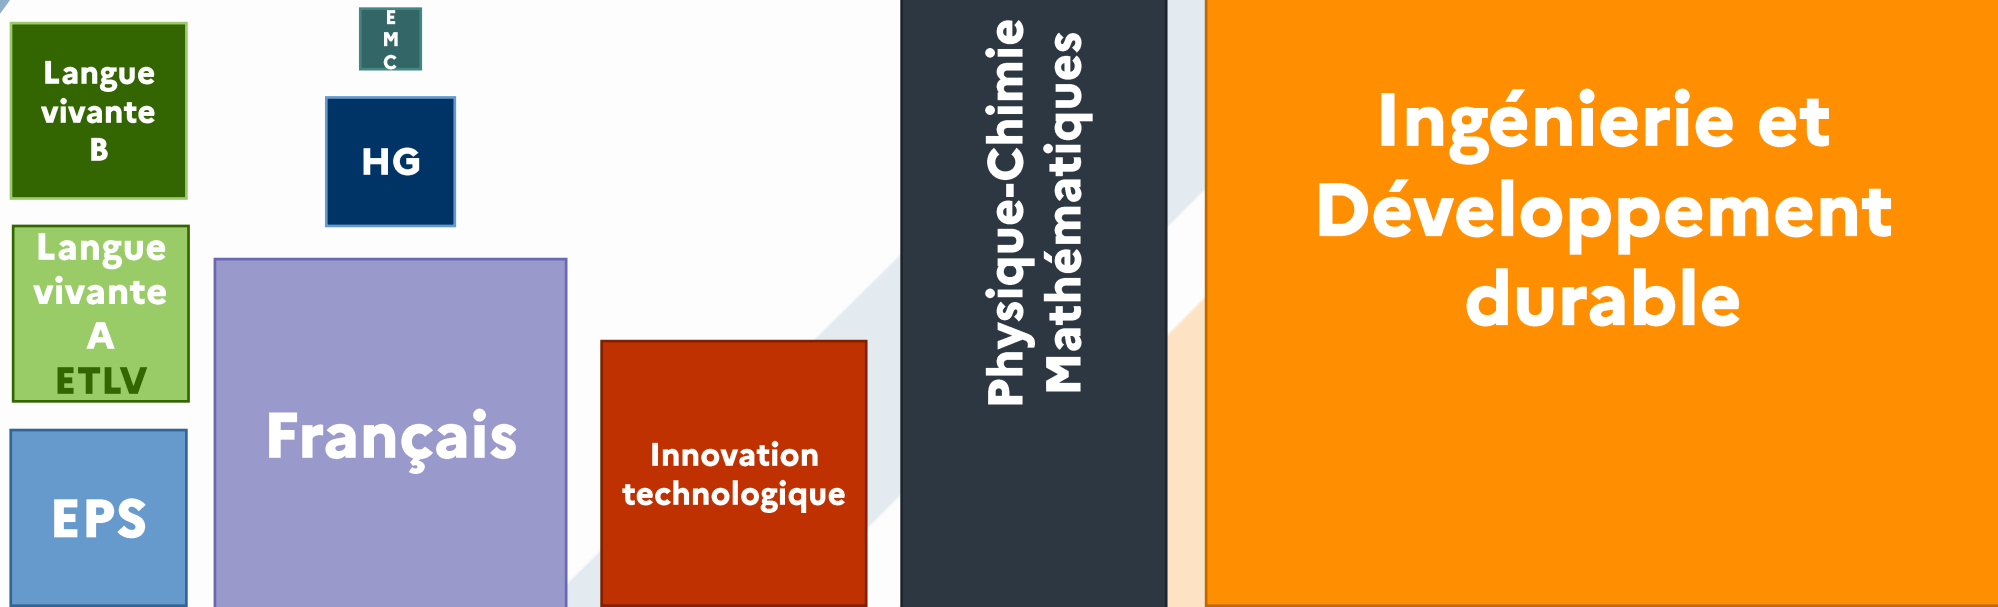 Langue
vivante
B
Langue
vivante
A
ETLV
EPS
E
M
C
HG
Français
Innovation
technologique
Physique-Chimie
Mathématiques
Ingénierie et
Développement
durable